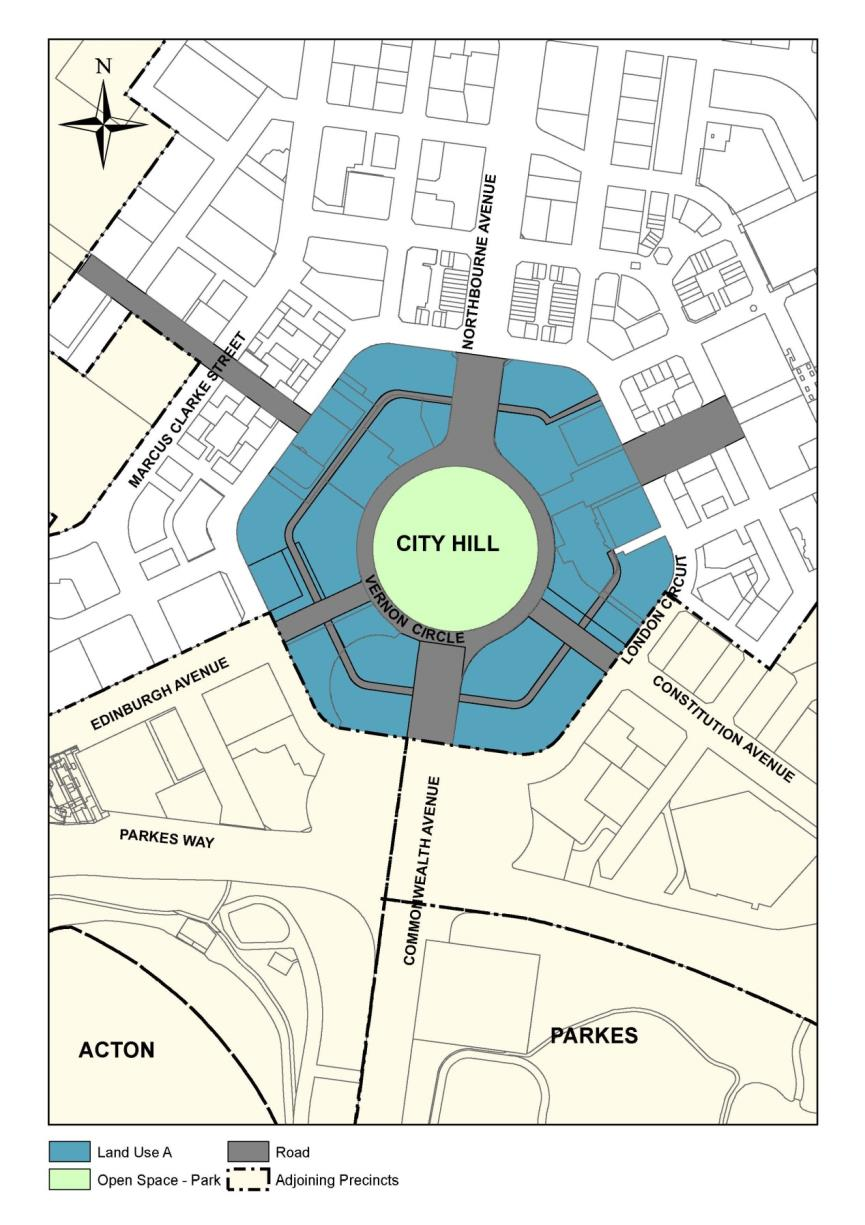 N
NORTHBOURNE AVENUE
MARCUS CLARKE STREET
CITY HILL
VERNON CIRCLE
LONDON CIRCUIT
EDINBURGH AVENUE
CONSTITUTION AVENUE
PARKES WAY
COMMONWEALTH AVENUE
ACTON
PARKES
Land Use A
Road
Open Space - Park
Adjoining Precincts